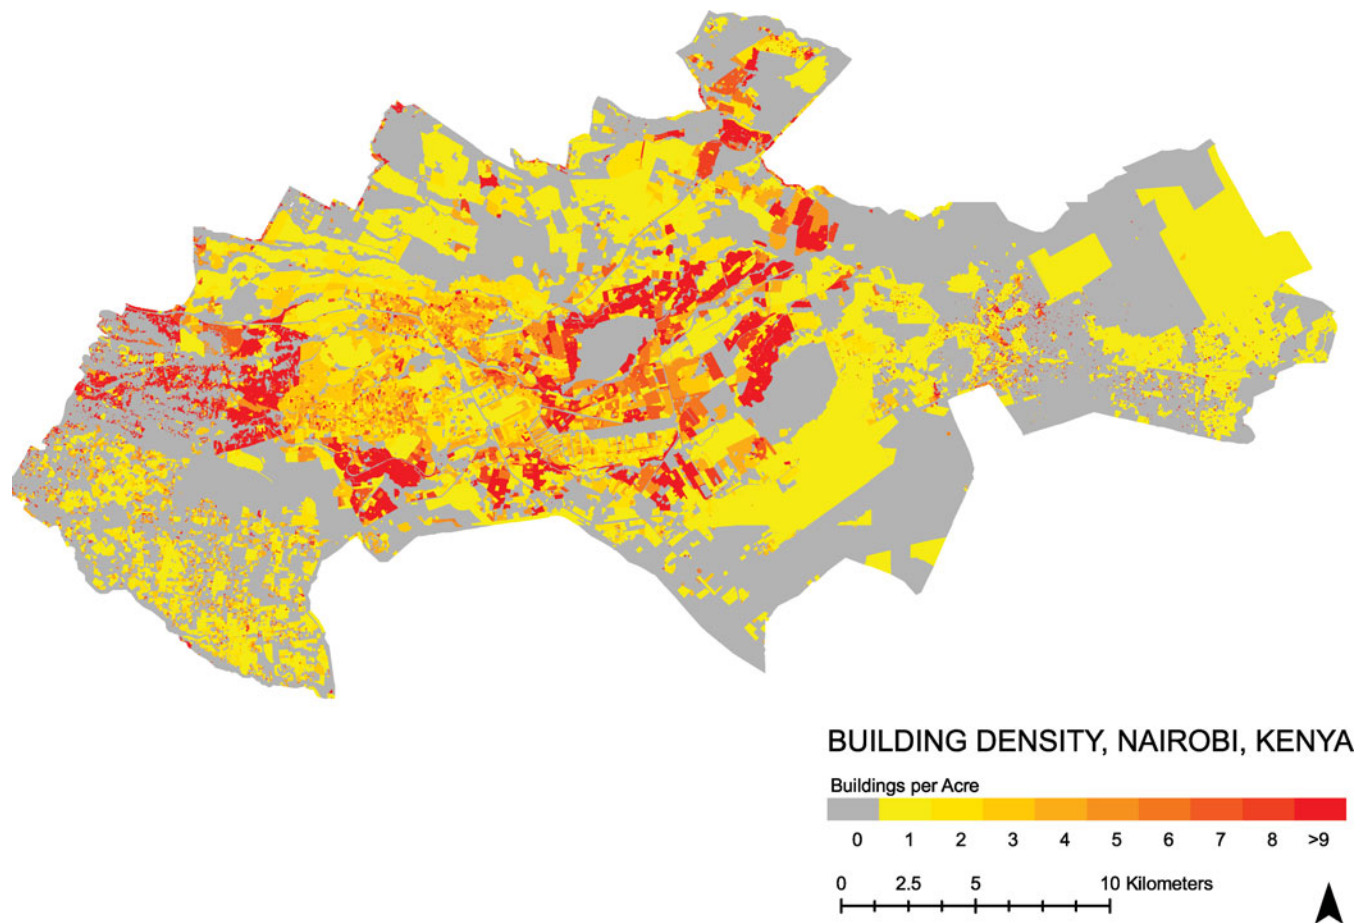 BUILDING DENSITY, NAIROBI, KENYA
Buildings per Acre
0 1 2 3 4 5 6 7 8 >9
0 2.5 5 10 Kilometers